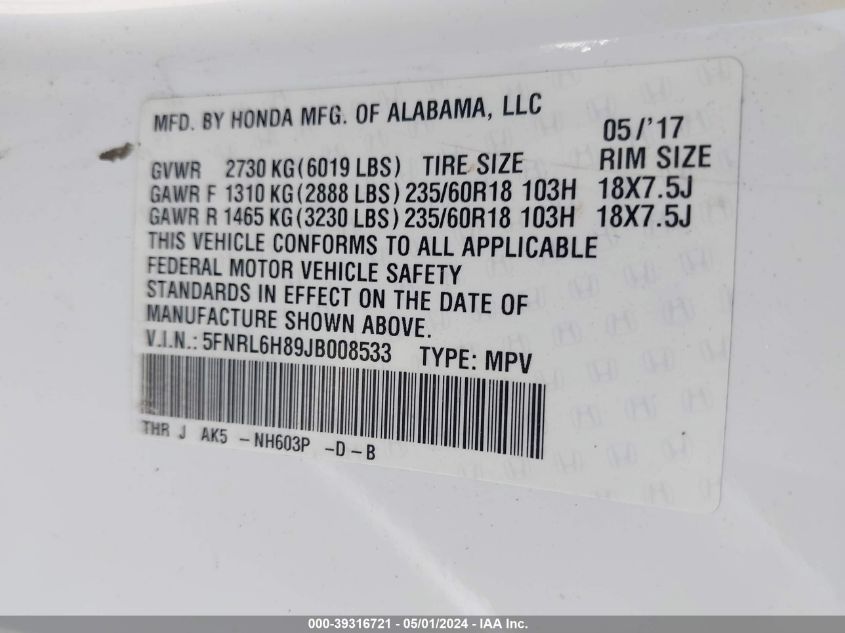 MFD. BY HONDA MFG. OF ALABAMA, LLC
05/'17
GVWR 2730 KG(6019 LBS) TIRE SIZE RIM SIZE
GAWR F 1310 KG(2888 LBS) 235/60R18 103H 18X7.5J
GAWR R 1465 KG(3230 LBS) 235/60R18 103H 18X7.5J
THIS VEHICLE CONFORMS TO ALL APPLICABLE
FEDERAL MOTOR VEHICLE SAFETY
STANDARDS IN EFFECT ON THE DATE OF
MANUFACTURE SHOWN ABOVE.
V.I.N.: 5FNRL6H89JB008533 TYPE: MPV
THR J AK5 -NH603P -D-B
000-39316721 - 05/01/2024 - IAA Inc.